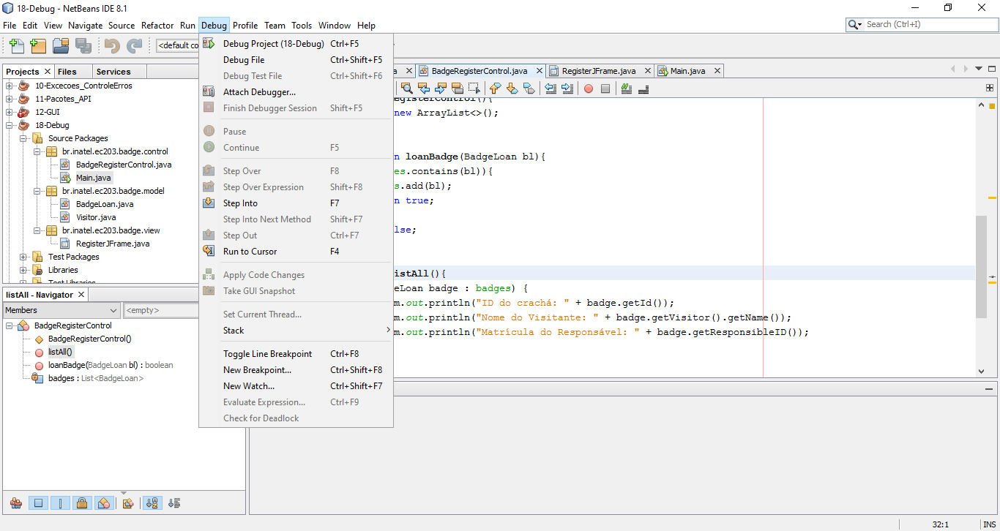 18-Debug - NetBeans IDE 8.1
File Edit View Navigate Source Refactor Run Debug Profile Team Tools Window Help
Search (Ctrl+I)
<default co
Debug Project (18-Debug) Ctrl+F5
Debug File Ctrl+Shift+F5
Debug Test File Ctrl+Shift+F6
Attach Debugger...
Finish Debugger Session Shift+F5
Pause
Continue F5
Step Over F8
Step Over Expression Shift+F8
Step Into F7
Step Into Next Method Shift+F7
Step Out Ctrl+F7
Run to Cursor F4
Apply Code Changes
Take GUI Snapshot
Set Current Thread...
Stack
Toggle Line Breakpoint Ctrl+F8
New Breakpoint... Ctrl+Shift+F8
New Watch... Ctrl+Shift+F7
Evaluate Expression... Ctrl+F9
Check for Deadlock
Projects Files Services
10-Excecoes_ControleErros
11-Pacotes_API
12-GUI
18-Debug
Source Packages
br.inatel.ec203.badge.control
BadgeRegisterControl.java
Main.java
br.inatel.ec203.badge.model
BadgeLoan.java
Visitor.java
br.inatel.ec203.badge.view
RegisterJFrame.java
Test Packages
Libraries
Test Libraries
listAll - Navigator
Members <empty>
BadgeRegisterControl
BadgeRegisterControl()
listAll()
loanBadge(BadgeLoan bl) : boolean
badges : List<BadgeLoan>
a BadgeRegisterControl.java RegisterJFrame.java Main.java
egisterControl(){
new ArrayList<>();
n loanBadge(BadgeLoan bl){
es.contains(bl)){
s.add(bl);
n true;
lse;
istAll(){
eLoan badge : badges) {
m.out.println("ID do crachá: " + badge.getId());
m.out.println("Nome do Visitante: " + badge.getVisitor().getName());
m.out.println("Matrícula do Responsável: " + badge.getResponsibleID());
32:1 INS